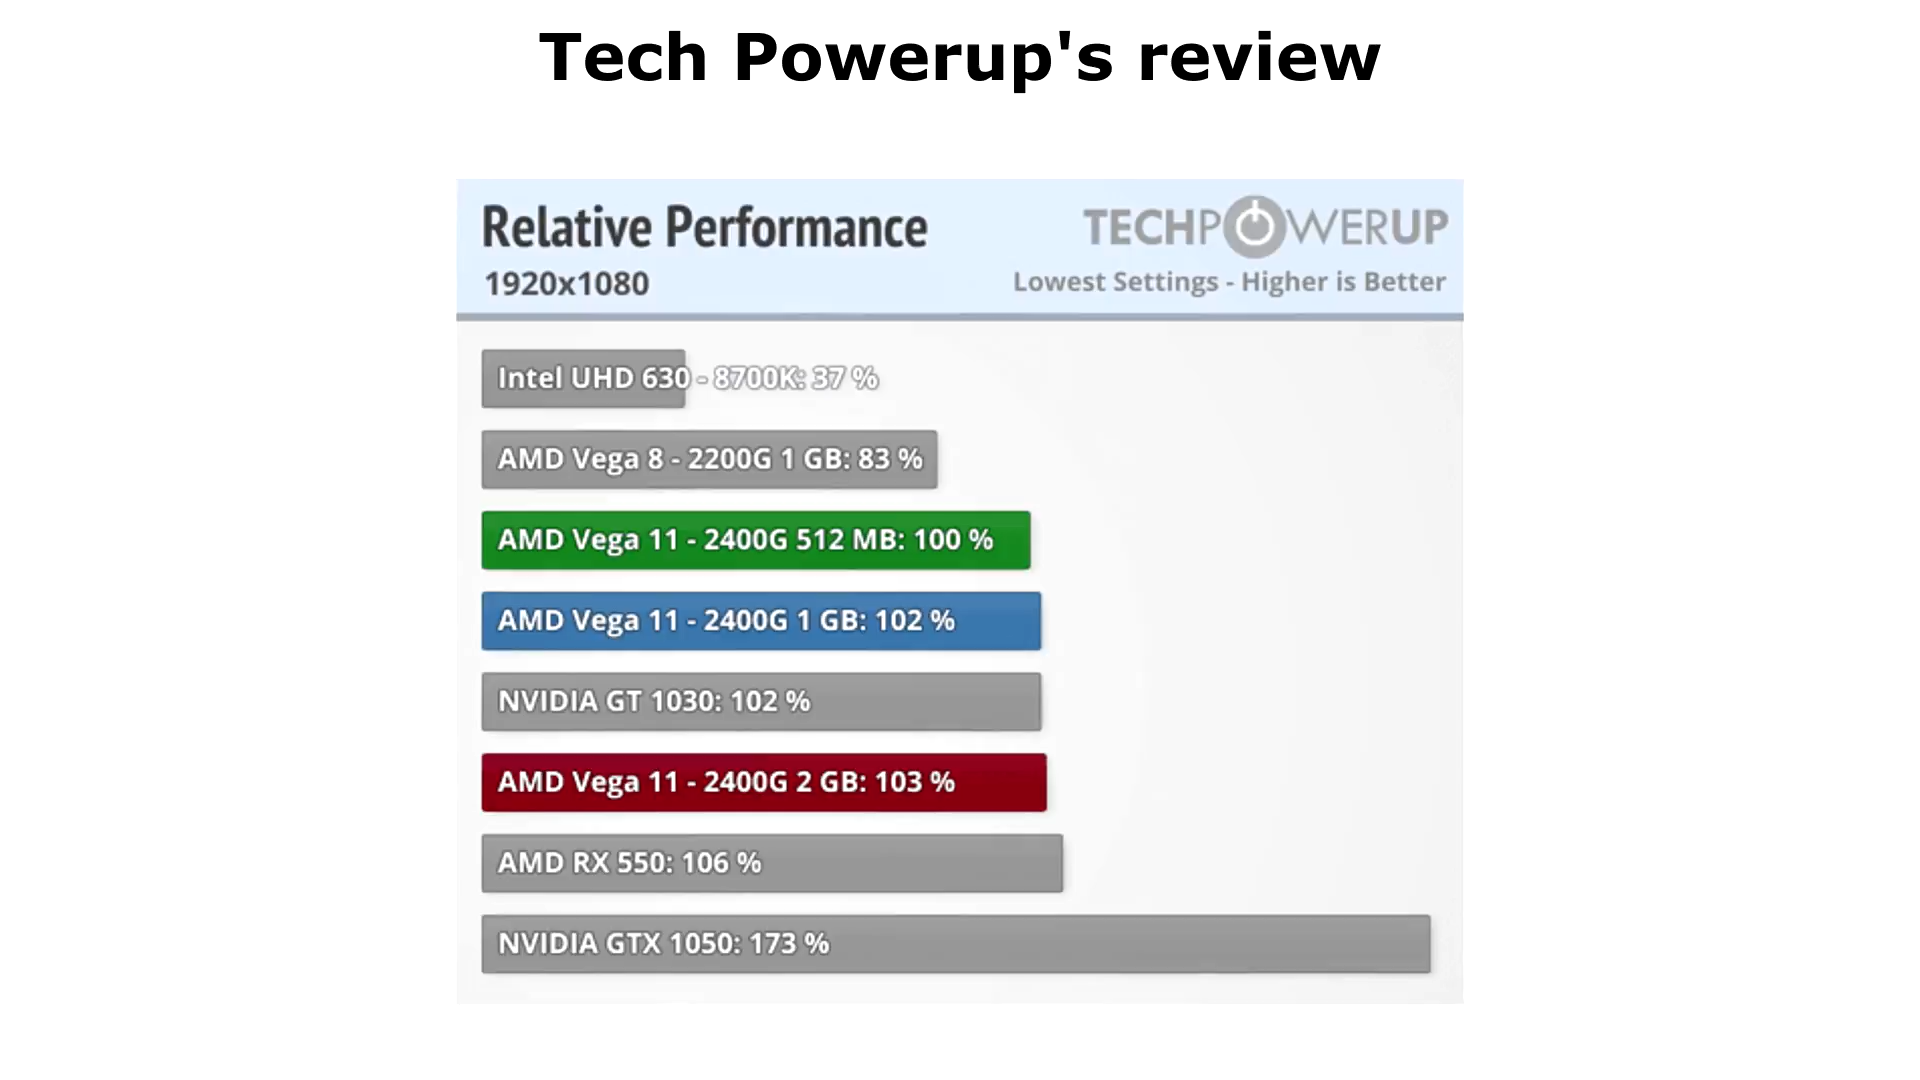 Tech Powerup's review
Relative Performance
TECHPOWERUP
1920x1080
Lowest Settings - Higher is Better
Intel UHD 630 - 8700K: 37 %
AMD Vega 8 - 2200G 1 GB: 83 %
AMD Vega 11 - 2400G 512 MB: 100 %
AMD Vega 11 - 2400G 1 GB: 102 %
NVIDIA GT 1030: 102 %
AMD Vega 11 - 2400G 2 GB: 103 %
AMD RX 550: 106 %
NVIDIA GTX 1050: 173 %